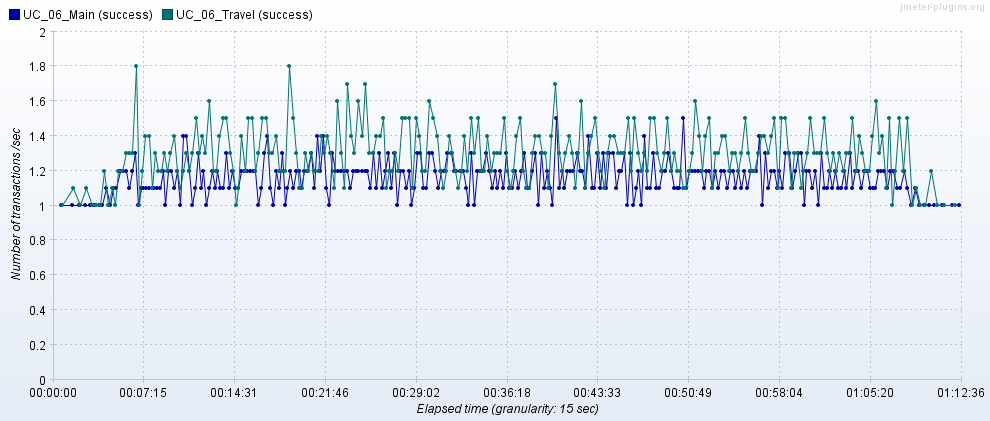 UC_06_Main (success) UC_06_Travel (success)
jmeter-plugins.org
Number of transactions/sec
2
1.8
1.6
1.4
1.2
1
0.8
0.6
0.4
0.2
0
00:00:00 00:07:15 00:14:31 00:21:46 00:29:02 00:36:18 00:43:33 00:50:49 00:58:04 01:05:20 01:12:36
Elapsed time (granularity: 15 sec)